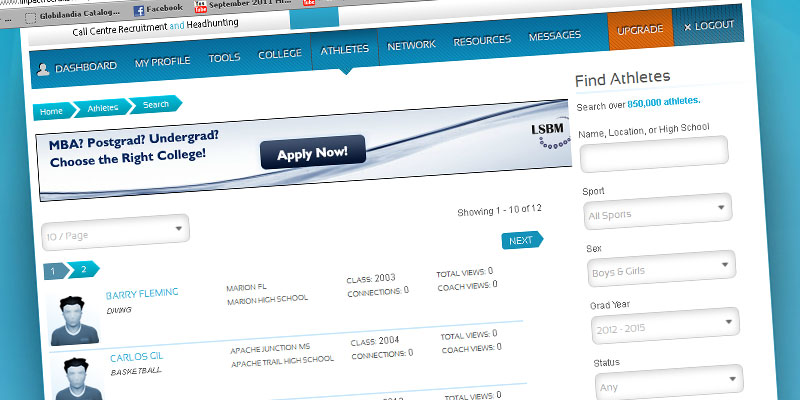 Globlandia Catalog...
Facebook
September 2011 Hi...
Call Centre Recruitment and Headhunting
DASHBOARD
MY PROFILE
TOOLS
COLLEGE
ATHLETES
NETWORK
RESOURCES
MESSAGES
UPGRADE
× LOGOUT
Home
Athletes
Search
MBA? Postgrad? Undergrad?
Choose the Right College!
Apply Now!
LSBM
10 / Page
Showing 1 - 10 of 12
NEXT
1
2
BARRY FLEMING
DIVING
MARION FL
MARION HIGH SCHOOL
CLASS: 2003
CONNECTIONS: 0
TOTAL VIEWS: 0
COACH VIEWS: 0
CARLOS GIL
BASKETBALL
APACHE JUNCTION MS
APACHE TRAIL HIGH SCHOOL
CLASS: 2004
CONNECTIONS: 0
TOTAL VIEWS: 0
COACH VIEWS: 0
Find Athletes
Search over 850,000 athletes.
Name, Location, or High School
Sport
All Sports
Sex
Boys & Girls
Grad Year
2012 - 2015
Status
Any